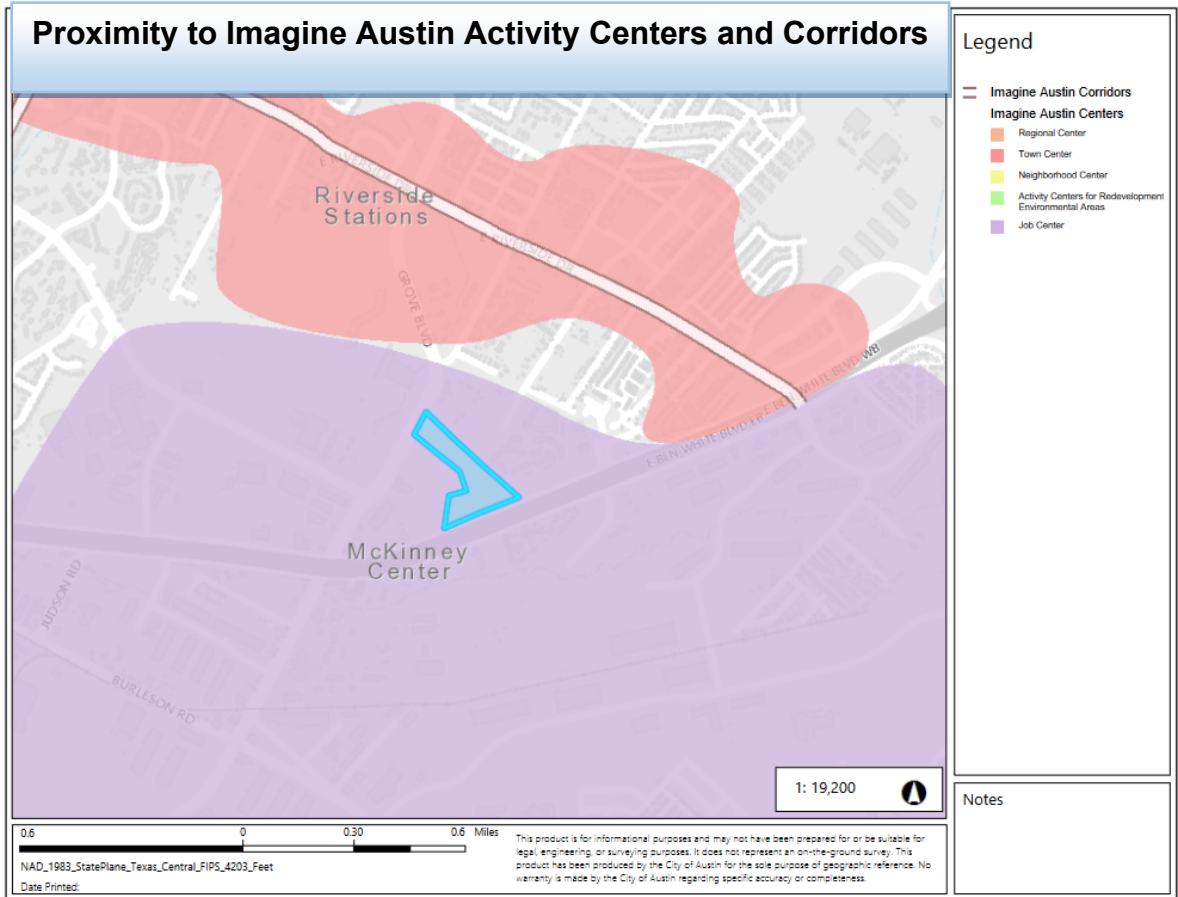 Proximity to Imagine Austin Activity Centers and Corridors
Legend
Imagine Austin Corridors
Imagine Austin Centers
Regional Center
Town Center
Neighborhood Center
Activity Centers for Redevelopment
Environmental Areas
Job Center
E RIVERSIDE DR
Riverside
Stations
E RIVERSIDE DR
GROVE BLVD
E BEN WHITE BLVD WB
E BEN WHITE BLVD EB
McKinney
Center
JUDSON RD
BURLESON RD
1: 19,200
Notes
0.6 0 0.30 0.6 Miles
NAD_1983_StatePlane_Texas_Central_FIPS_4203_Feet
Date Printed:
This product is for informational purposes and may not have been prepared for or be suitable for
legal, engineering, or surveying purposes. It does not represent an on-the-ground survey. This
product has been produced by the City of Austin for the sole purpose of geographic reference. No
warranty is made by the City of Austin regarding specific accuracy or completeness.